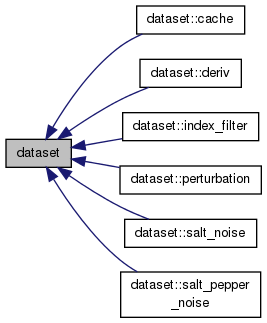 dataset::cache
dataset::deriv
dataset::index_filter
dataset
dataset::perturbation
dataset::salt_noise
dataset::salt_pepper
_noise